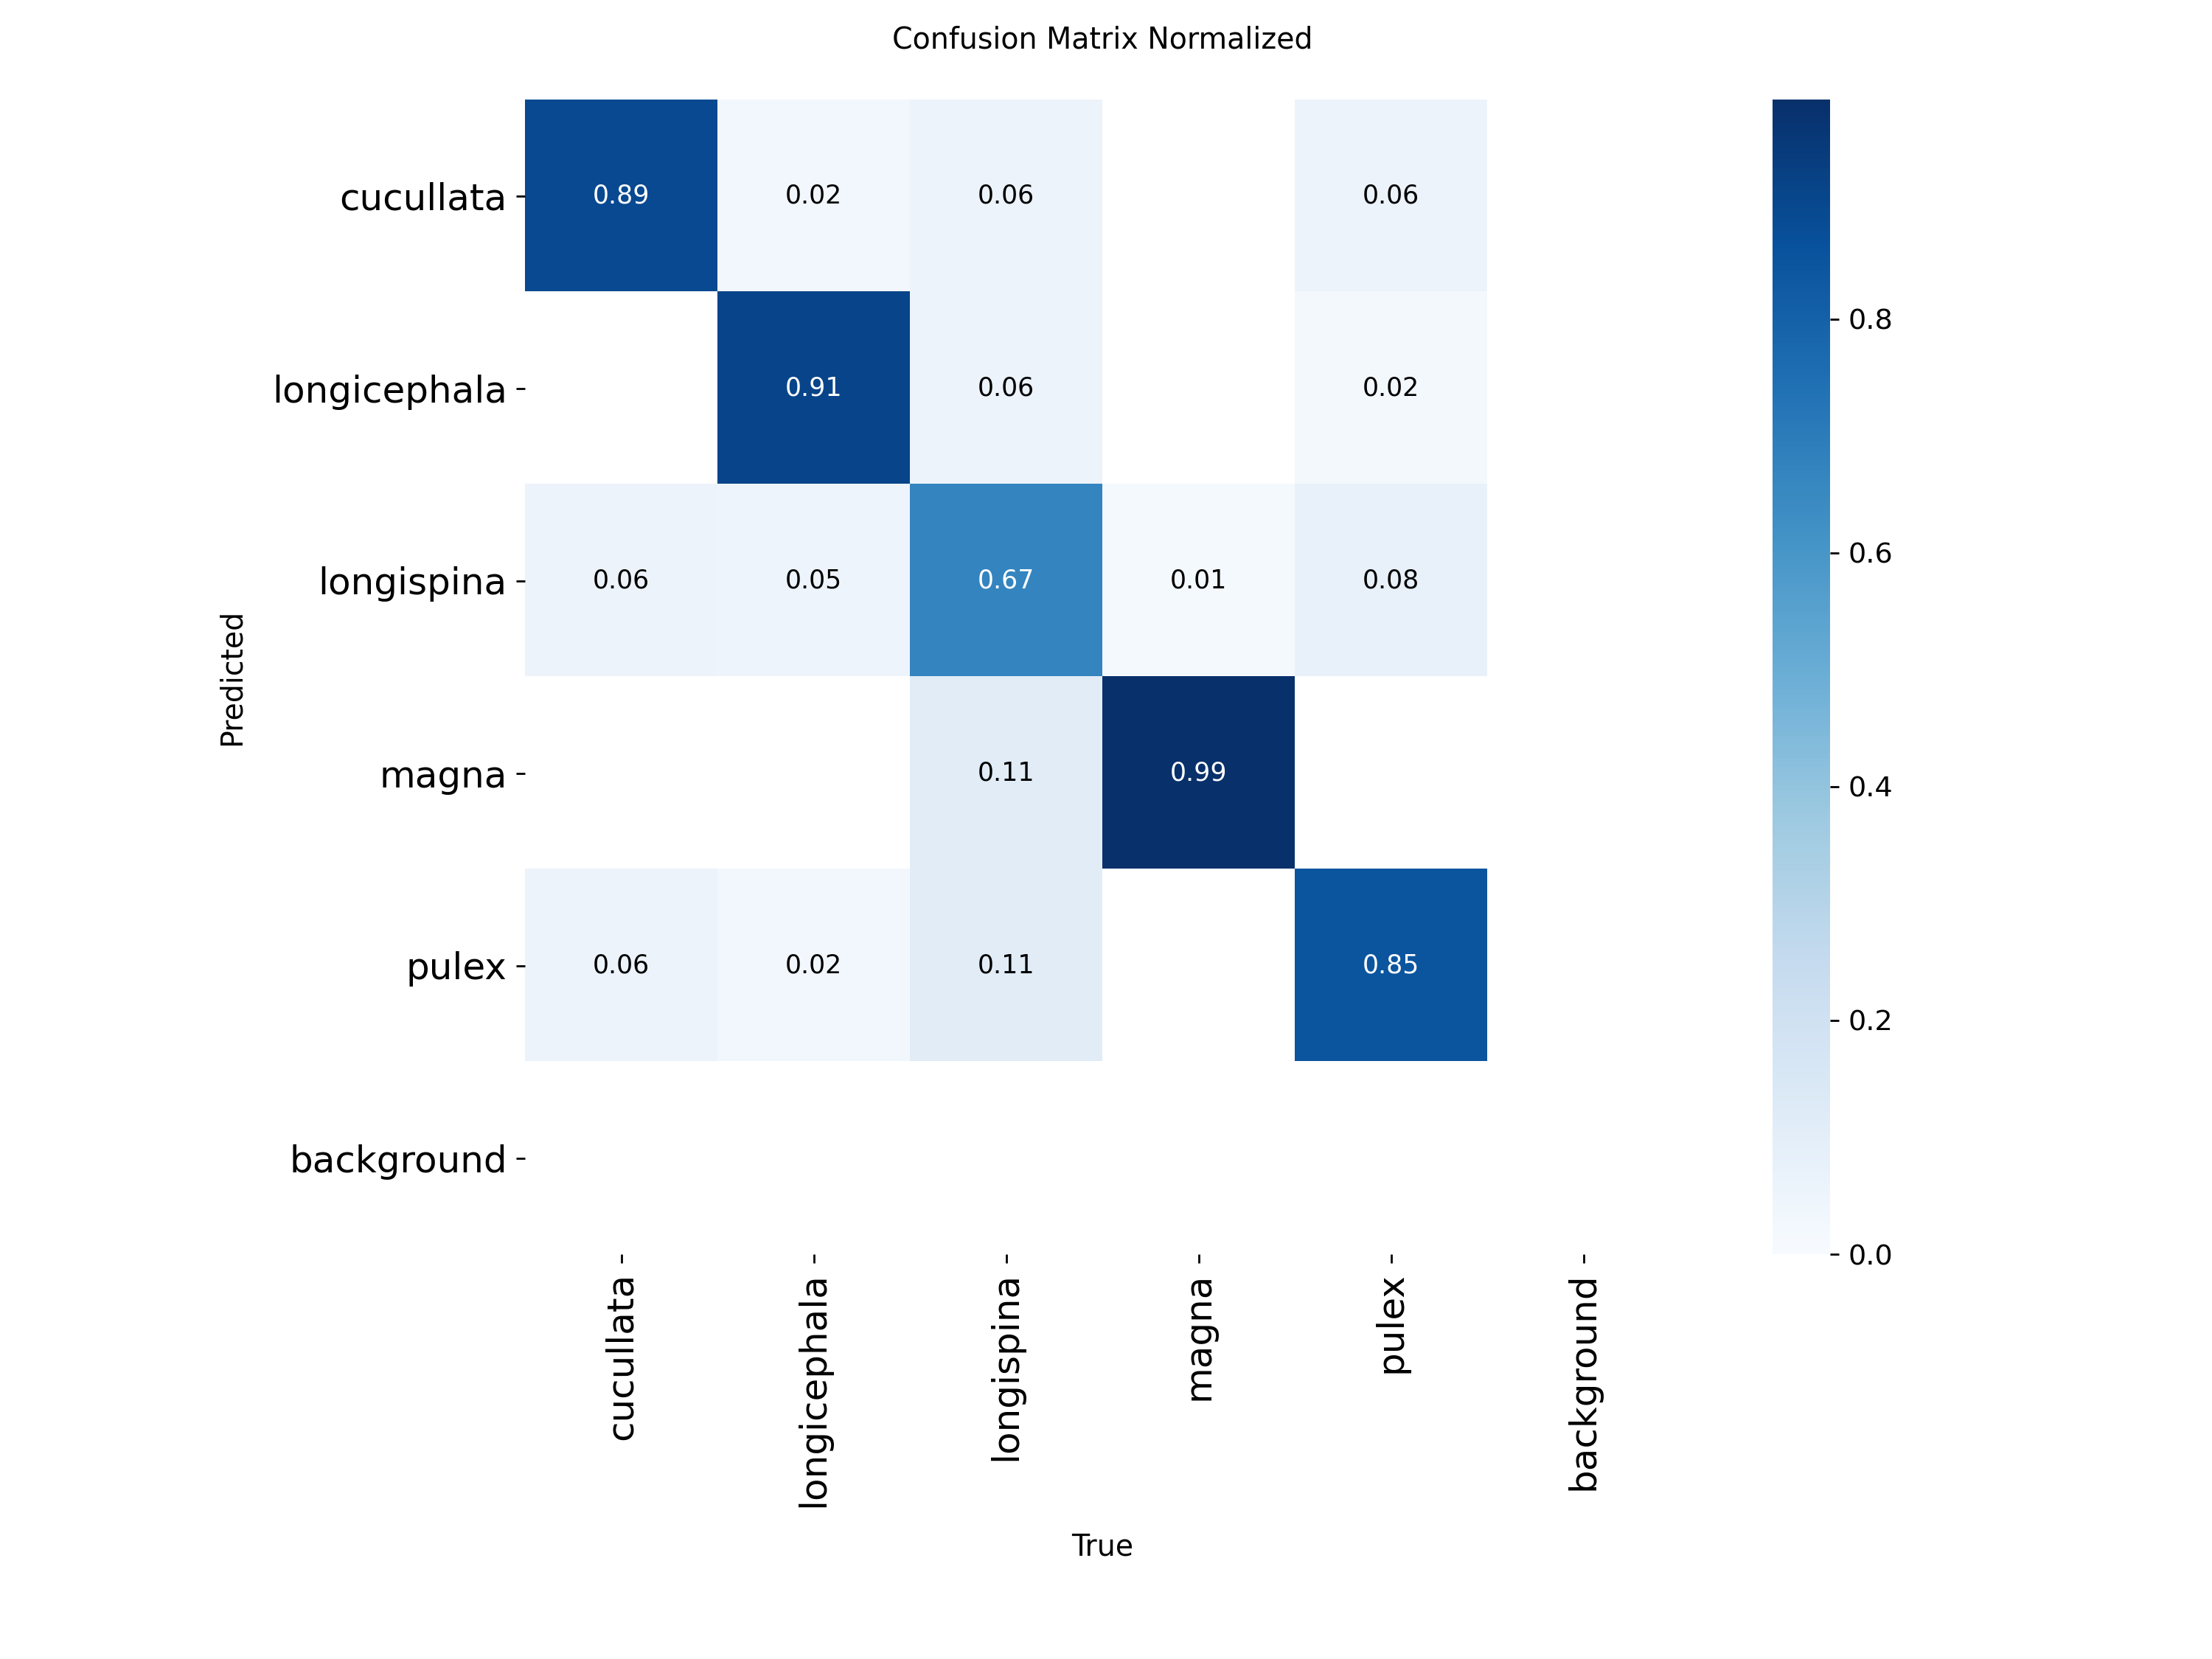 Confusion Matrix Normalized
cucullata 0.89 0.02 0.06 0.06
longicephala 0.91 0.06 0.02
longispina 0.06 0.05 0.67 0.01 0.08
magna 0.11 0.99
pulex 0.06 0.02 0.11 0.85
background
Predicted
cucullata longicephala longispina magna pulex background
True
0.8
0.6
0.4
0.2
0.0